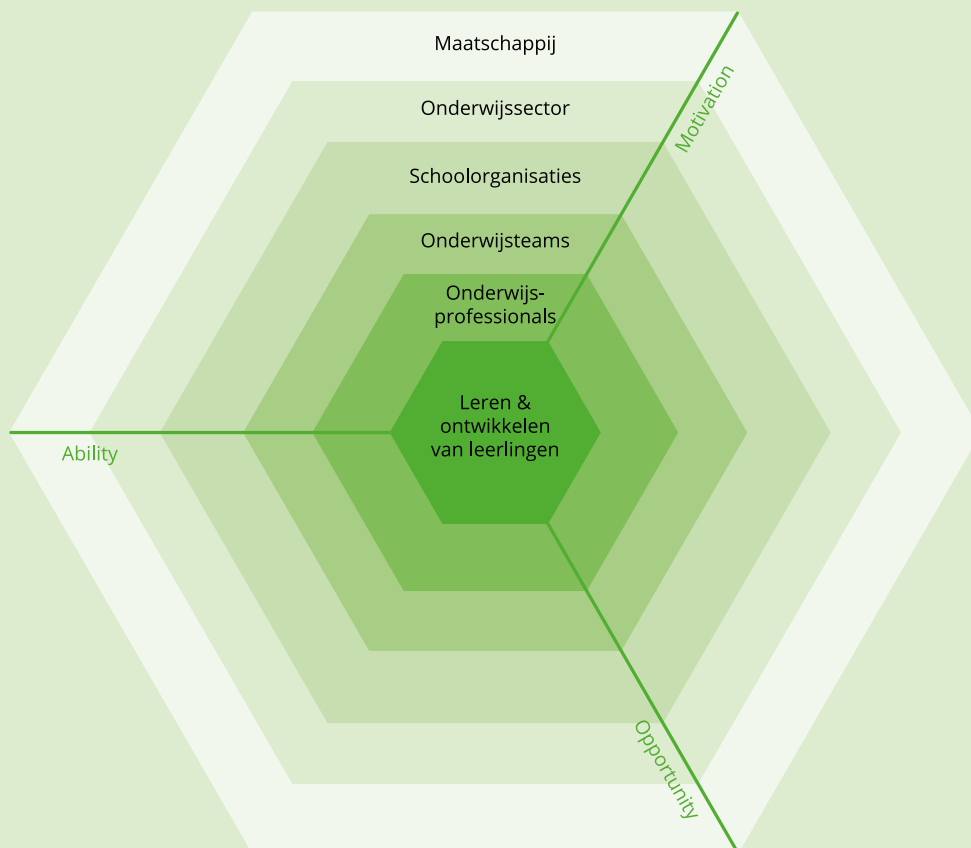 Maatschappij
Motivation
Onderwijssector
Schoolorganisaties
Onderwijsteams
Onderwijs-
professionals
Leren &
ontwikkelen
van leerlingen
Ability
Opportunity